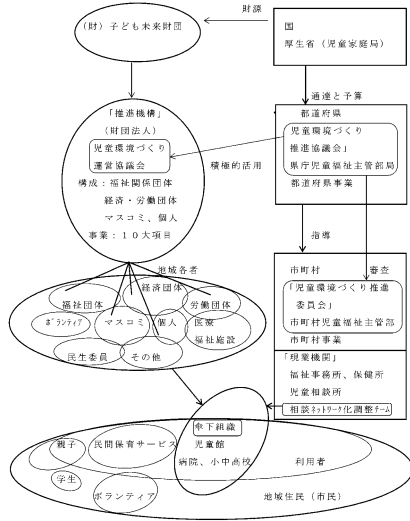 財源
(財)子ども未来財団
国
厚生省(児童家庭局)
通達と予算
「推進機構」
(財団法人)
児童環境づくり
運営協議会
構成:福祉関係団体
経済・労働団体
マスコミ、個人
事業:10大項目
積極的活用
都道府県
児童環境づくり
推進協議会」
県庁児童福祉主管部局
都道府県事業
指導
地域各者
経済団体
福祉団体
労働団体
ボランティア
マスコミ
個人
医療
福祉施設
民生委員
その他
市町村
審査
「児童環境づくり推進
委員会」
市町村児童福祉主管部
市町村事業
「現業機関」
福祉事務所、保健所
児童相談所
相談ネットワーク化調整チーム
傘下組織
親子
民間保育サービス
児童館
病院、小中高校
利用者
学生
ボランティア
地域住民(市民)